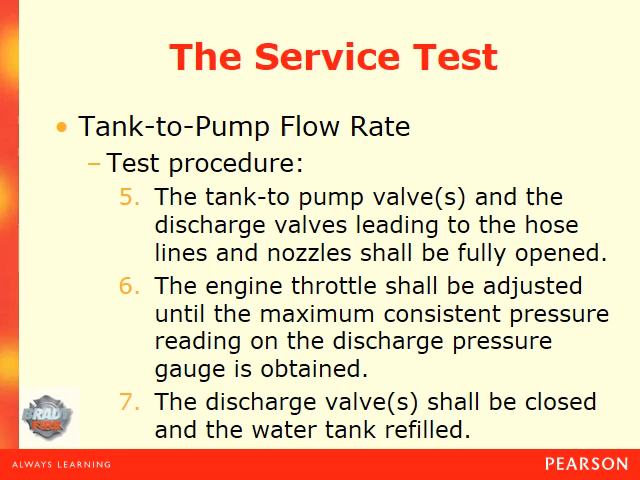 The Service Test
• Tank-to-Pump Flow Rate
– Test procedure:
5. The tank-to pump valve(s) and the
discharge valves leading to the hose
lines and nozzles shall be fully opened.
6. The engine throttle shall be adjusted
until the maximum consistent pressure
reading on the discharge pressure
gauge is obtained.
7. The discharge valve(s) shall be closed
and the water tank refilled.
BRADY
FIRE
ALWAYS LEARNING
PEARSON